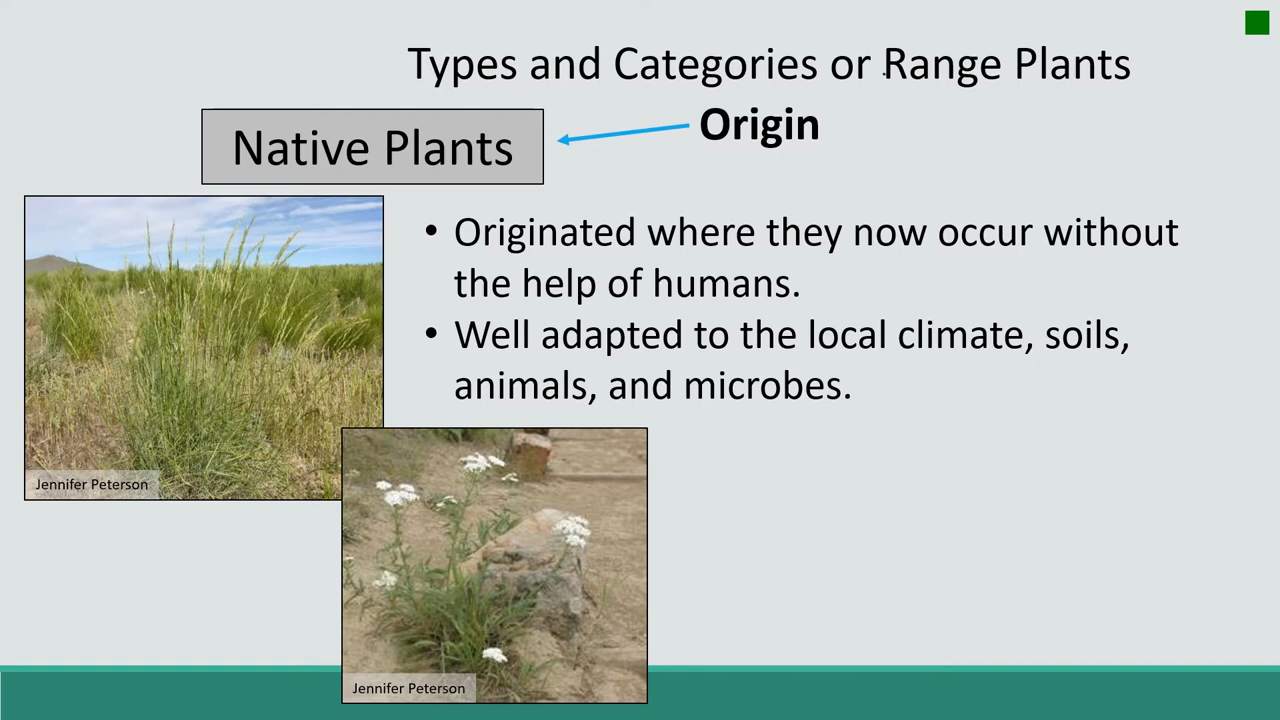 Types and Categories or Range Plants
Origin
Native Plants
• Originated where they now occur without
the help of humans.
• Well adapted to the local climate, soils,
animals, and microbes.
Jennifer Peterson
Jennifer Peterson